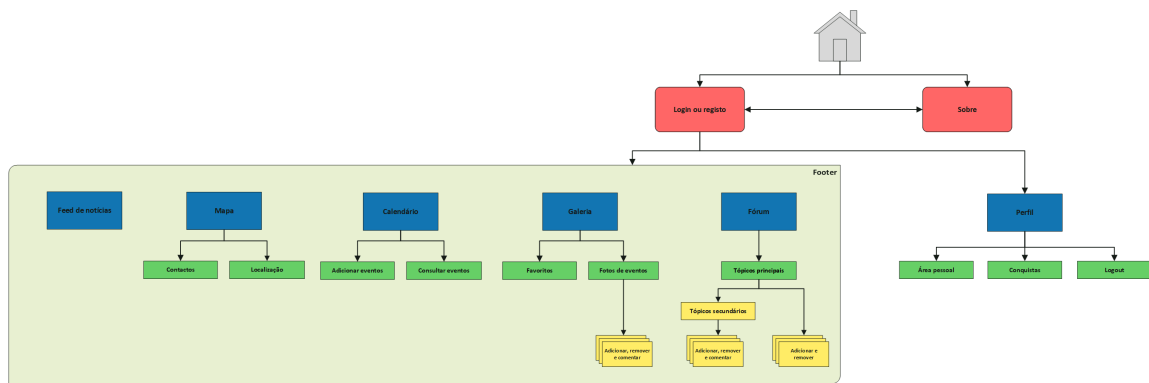 Login ou registo
Sobre
Footer
Feed de notícias
Mapa
Calendário
Galeria
Fórum
Perfil
Contactos
Localização
Adicionar eventos
Consultar eventos
Favoritos
Fotos de eventos
Tópicos principais
Área pessoal
Conquistas
Logout
Tópicos secundários
Adicionar, remover
e comentar
Adicionar, remover
e comentar
Adicionar e
remover